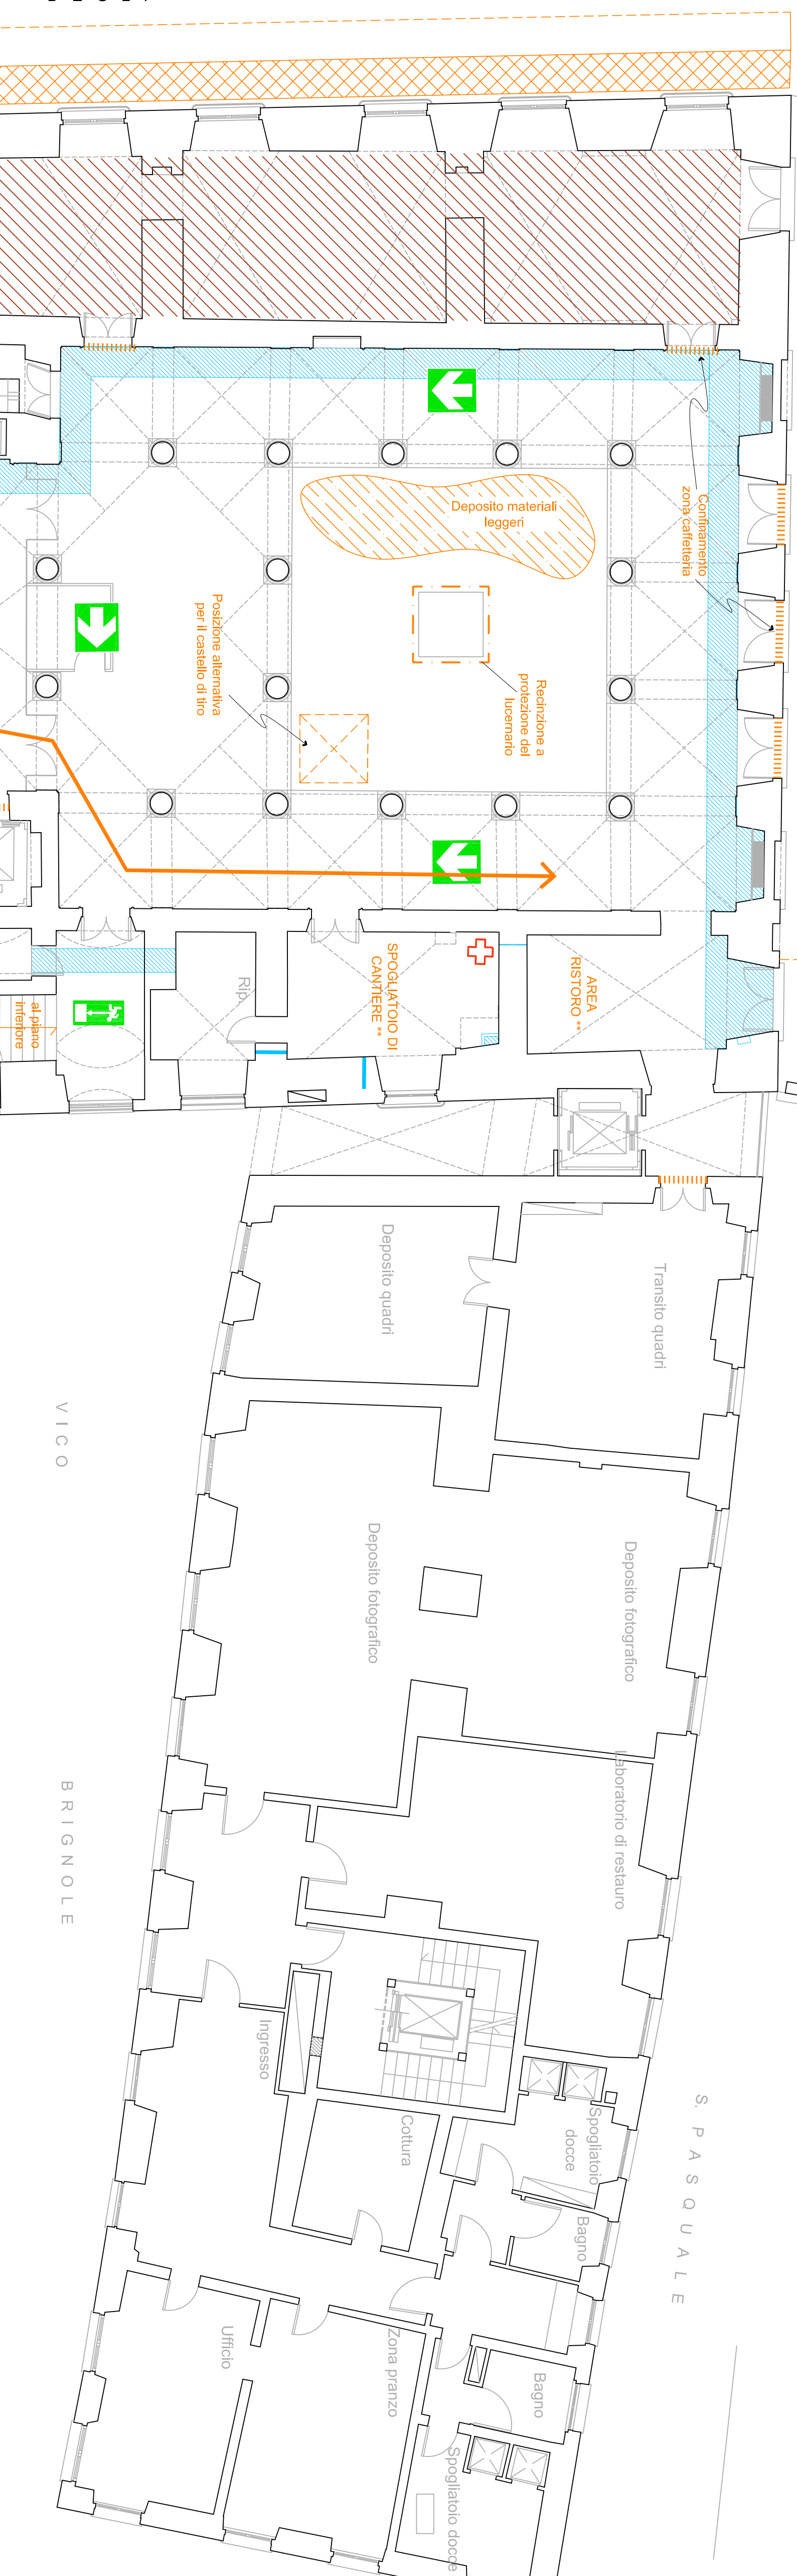 Deposito materiali
leggeri
Confinamento
zona caffetteria
Posizione alternativa
per il castello di tiro
Recinzione a
protezione del
lucernario
SPOGLIATOIO DI
CANTIERE **
AREA
RISTORO **
Rip.
al piano
inferiore
Deposito quadri
Transito quadri
VICO
BRIGNOLE
Deposito fotografico
Deposito fotografico
Laboratorio di restauro
Ingresso
Cottura
Spogliatoio
docce
Bagno
S. PASQUALE
Ufficio
Zona pranzo
Bagno
Spogliatoio docce